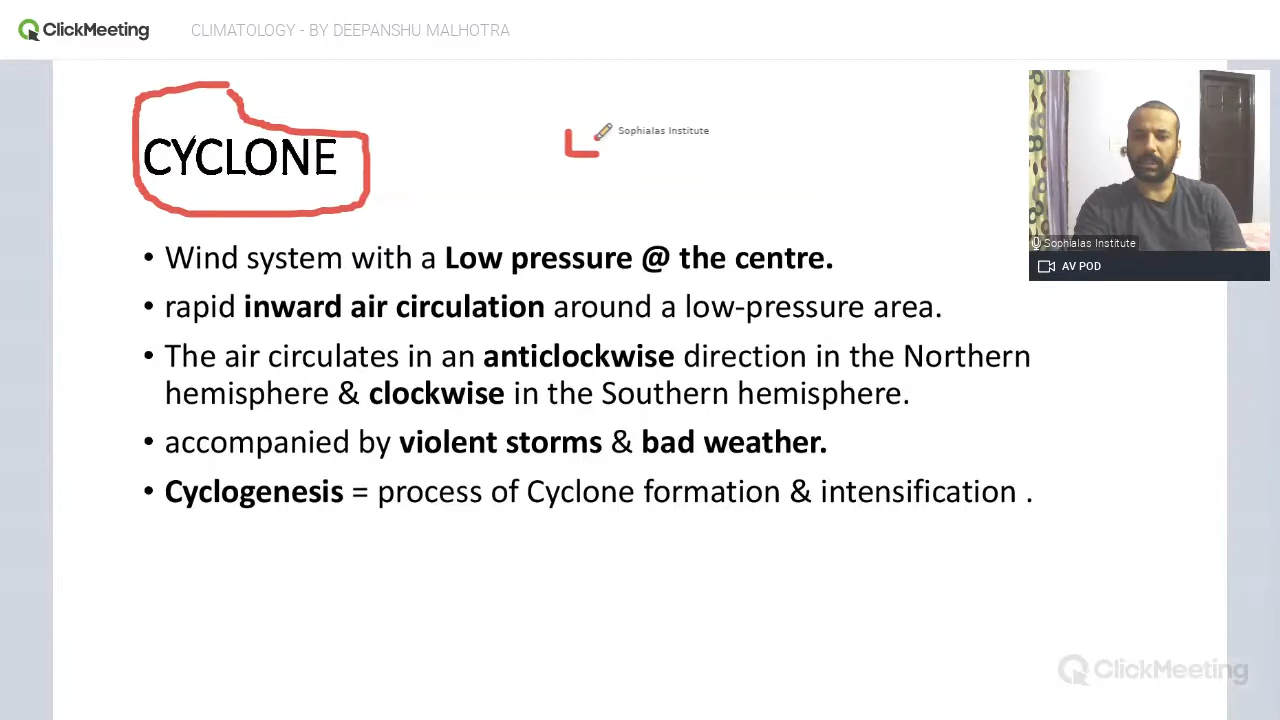 ClickMeeting
CLIMATOLOGY - BY DEEPANSHU MALHOTRA
CYCLONE
L
Sophialas Institute
• Wind system with a Low pressure @ the centre.
• rapid inward air circulation around a low-pressure area.
• The air circulates in an anticlockwise direction in the Northern
hemisphere & clockwise in the Southern hemisphere.
• accompanied by violent storms & bad weather.
• Cyclogenesis = process of Cyclone formation & intensification .
Sophialas Institute
AV POD
ClickMeeting